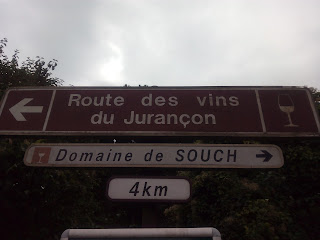 Route des vins
du Jurançon
Domaine de SOUCH
4km